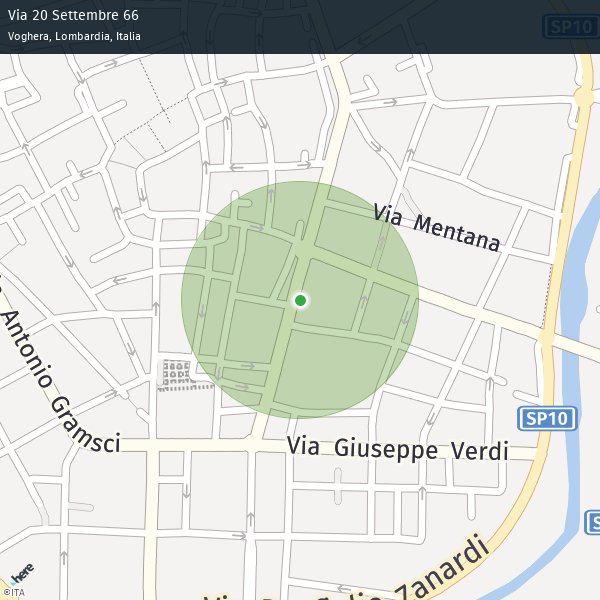 Via 20 Settembre 66
Voghera, Lombardia, Italia
SP10
Via Mentana
Antonio Gramsci
SP10
Via Giuseppe Verdi
Zanardi
here
©ITA